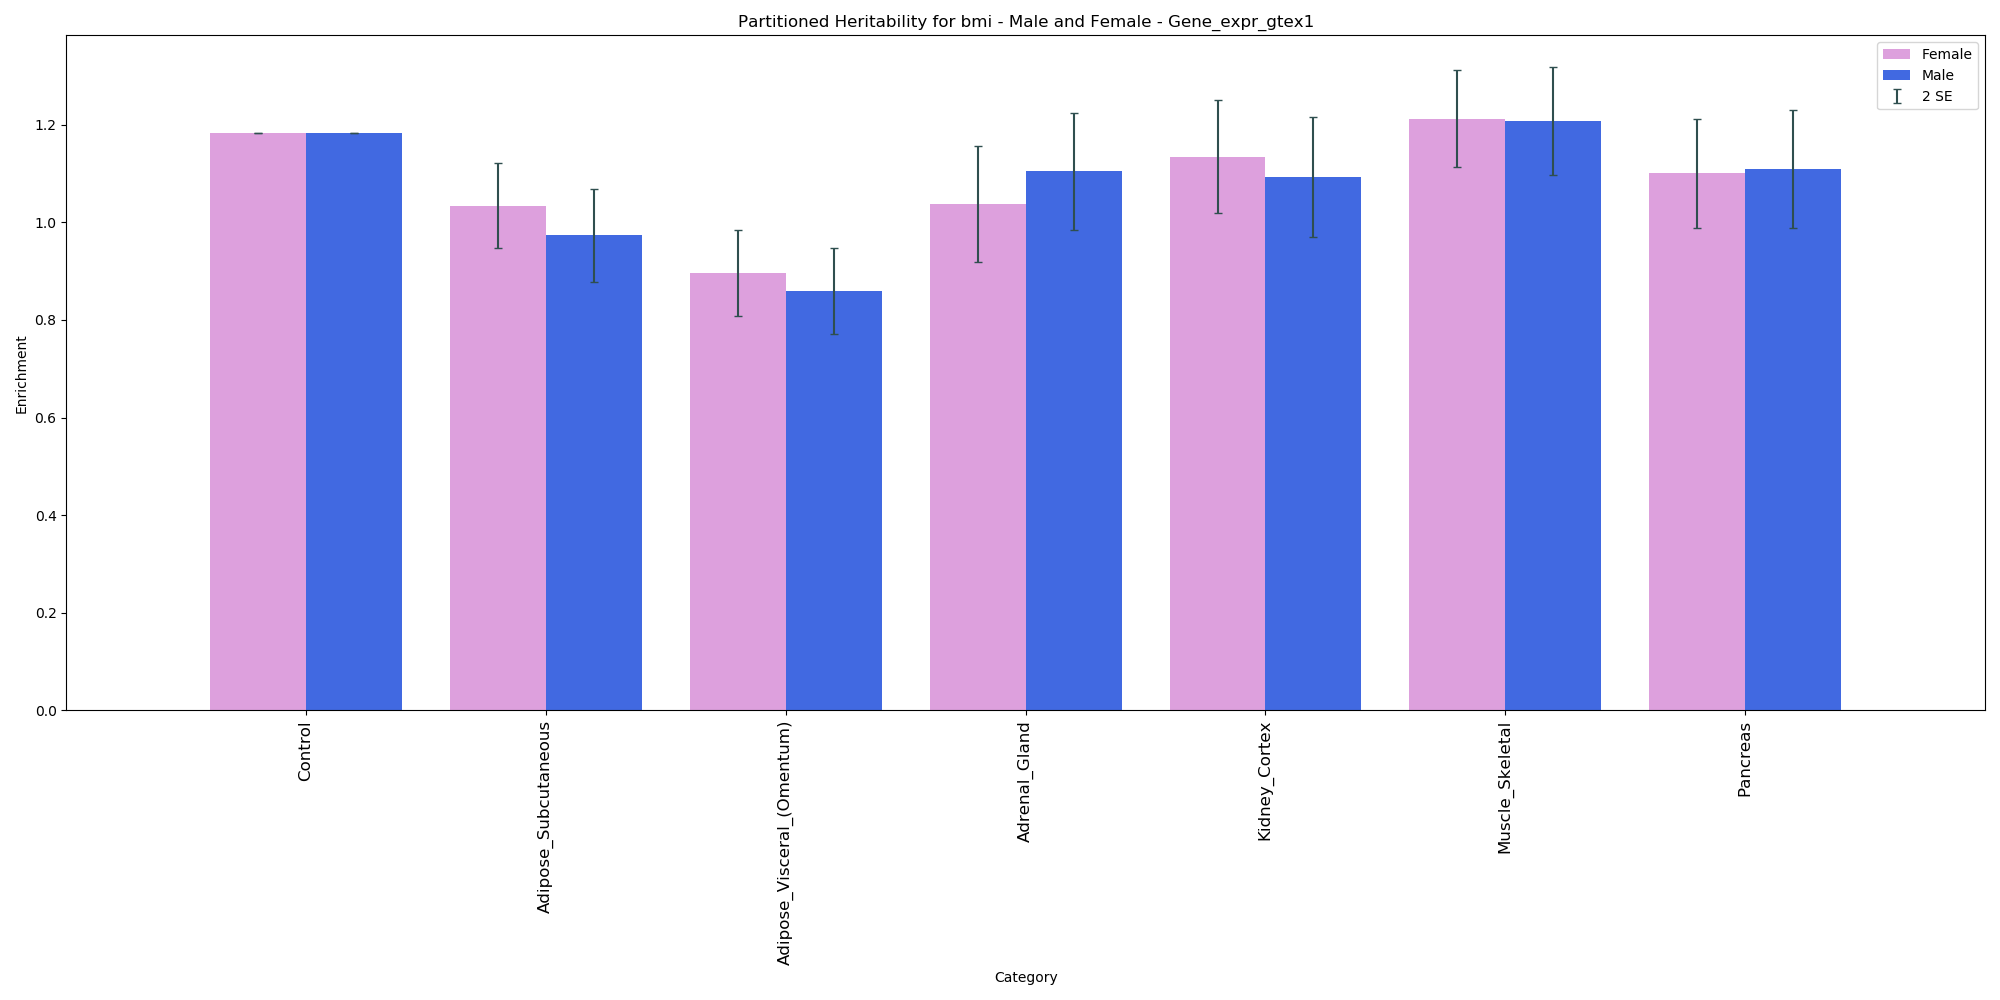 Partitioned Heritability for bmi - Male and Female - Gene_expr_gtex1
Female
Male
2 SE
Enrichment
1.2
1.0
0.8
0.6
0.4
0.2
0.0
Control
Adipose_Subcutaneous
Adipose_Visceral_(Omentum)
Adrenal_Gland
Kidney_Cortex
Muscle_Skeletal
Pancreas
Category